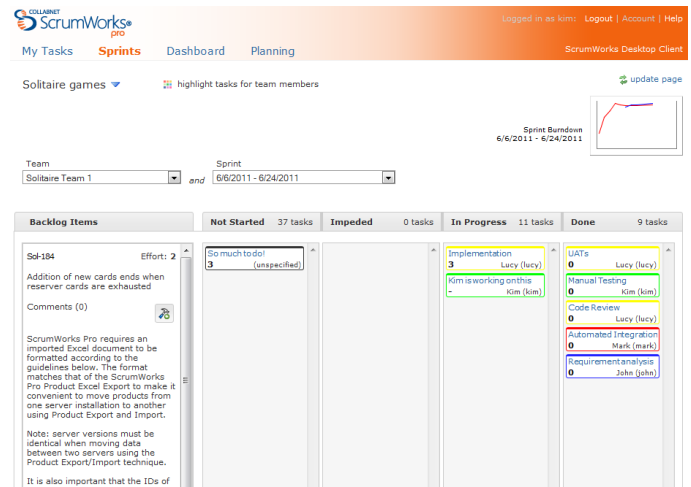 COLLABNET
ScrumWorks®
pro
Logged in as kim: Logout | Account | Help
My Tasks Sprints Dashboard Planning
ScrumWorks Desktop Client
Solitaire games
highlight tasks for team members
update page
Sprint Burndown
6/6/2011 - 6/24/2011
Team
Sprint
Solitaire Team 1
and
6/6/2011 - 6/24/2011
Backlog Items
Not Started 37 tasks
Impeded 0 tasks
In Progress 11 tasks
Done 9 tasks
Sol-184 Effort: 2
Addition of new cards ends when
reserver cards are exhausted
Comments (0)
ScrumWorks Pro requires an
imported Excel document to be
formatted according to the
guidelines below. The format
matches that of the ScrumWorks
Pro Product Excel Export to make it
convenient to move products from
one server installation to another
using Product Export and Import.
Note: server versions must be
identical when moving data
between two servers using the
Product Export/Import technique.
It is also important that the IDs of
So much to do!
3 (unspecified)
Implementation
3 Lucy (lucy)
Kim is working on this
- Kim (kim)
UATs
0 Lucy (lucy)
Manual Testing
0 Kim (kim)
Code Review
0 Lucy (lucy)
Automated Integration
0 Mark (mark)
Requirement analysis
0 John (john)